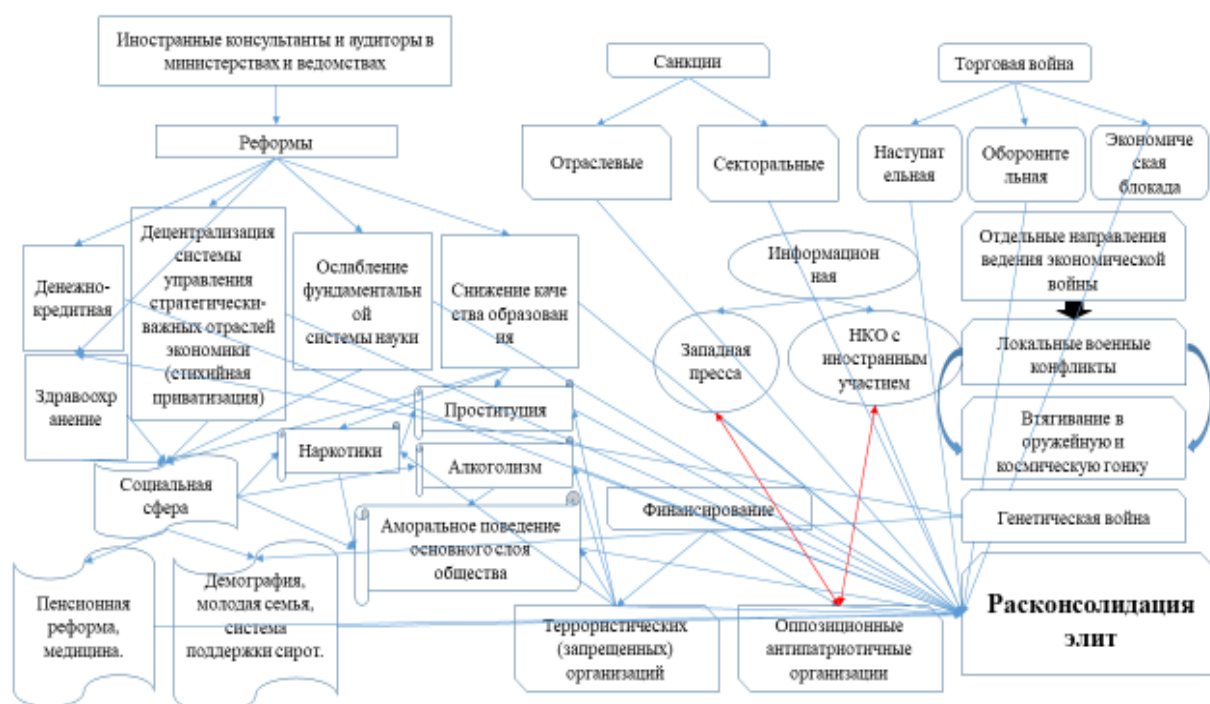 Иностранные консультанты и аудиторы в
министерствах и ведомствах
Санкции
Торговая война
Реформы
Отраслевые
Секторальные
Наступат
ельная
Обороните
льная
Экономиче
ская
блокада
Денежно-
кредитная
Децентрализация
системы
управления
стратегически-
важных отраслей
экономики
(стихийная
приватизация)
Ослабление
фундаментальн
ой
системы науки
Снижение каче
ства образован
ия
Информацион
ная
Отдельные направления
ведения экономической
войны
Западная
пресса
НКО с
иностранным
участием
Локальные военные
конфликты
Здравоохр
анение
Проституция
Наркотики
Алкоголизм
Втягивание в
оружейную и
космическую гонку
Социальная
сфера
Аморальное поведение
основного слоя
общества
Финансирование
Генетическая война
Пенсионная
реформа,
медицина.
Демография,
молодая семья,
система
поддержки сирот.
Террористических
(запрещенных)
организаций
Оппозиционные
антипатриотичные
организации
Расконсолидация
элит